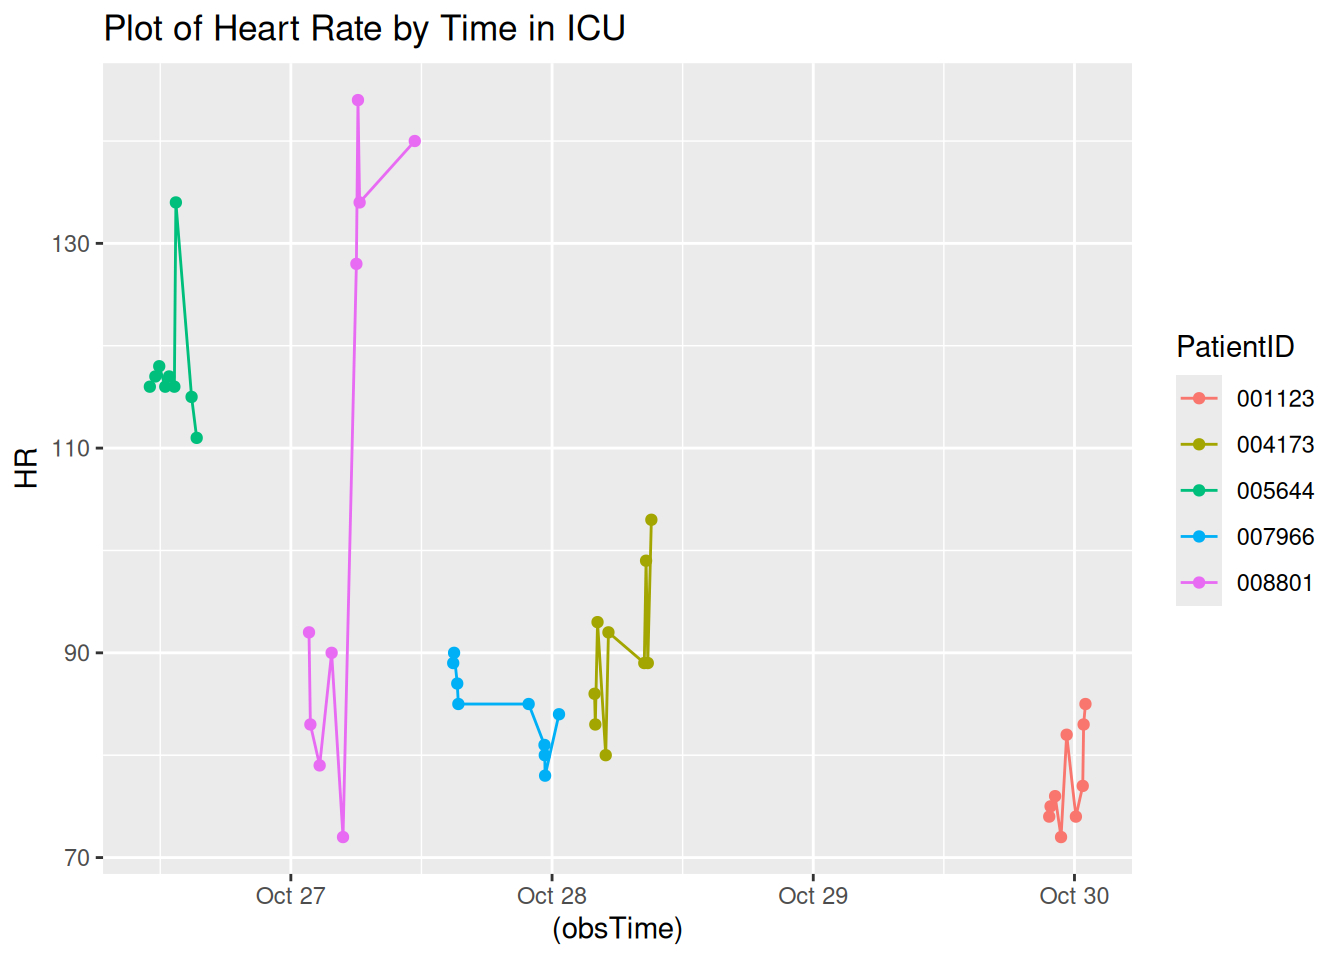 Plot of Heart Rate by Time in ICU
130
110
90
70
HR
Oct 27
Oct 28
Oct 29
Oct 30
(obsTime)
PatientID
001123
004173
005644
007966
008801